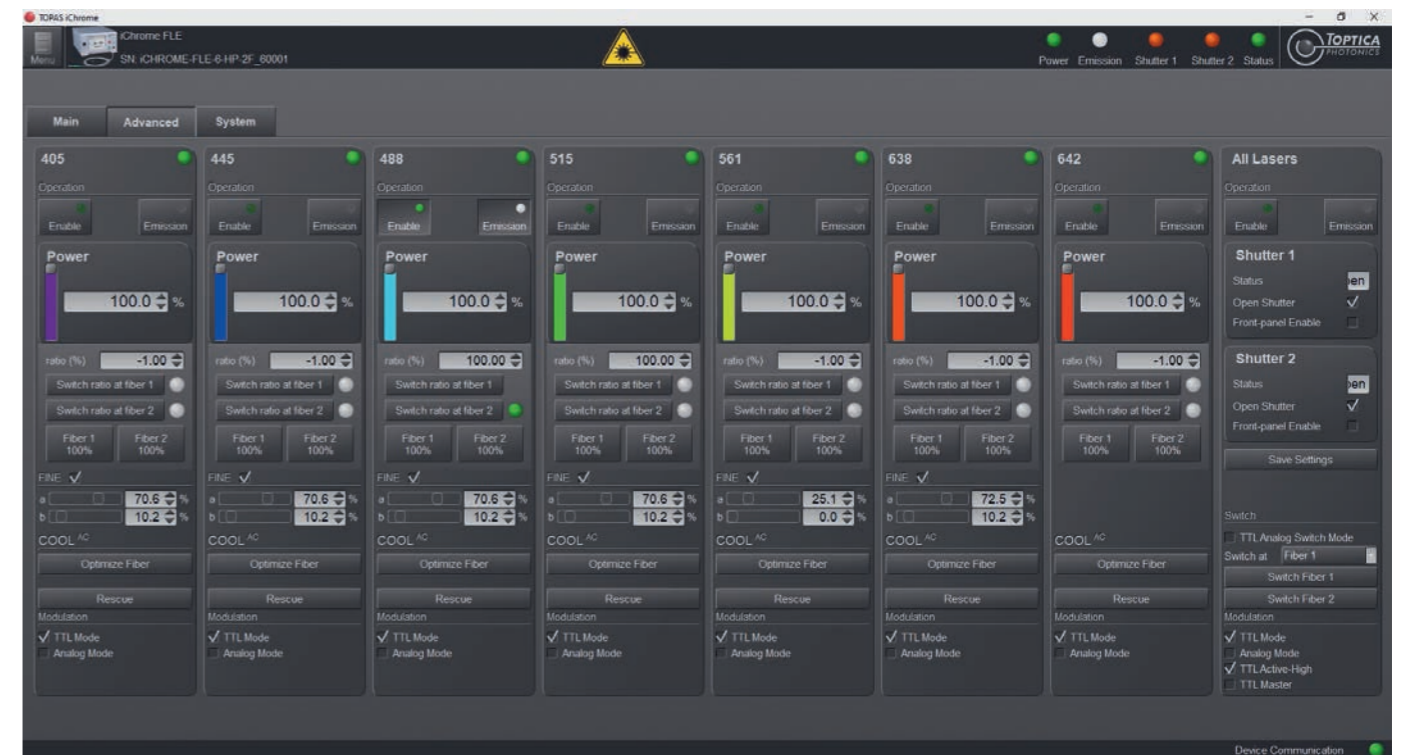 TOPAS iChrome
Menu
iChrome FLE
SN: iCHROME-FLE-8-HP-2F_60001
Power Emission Shutter 1 Shutter 2 Status
TOPTICA
PHOTONICS
Main Advanced System
405
Operation
Enable Emission
Power
100.0 %
ratio (%) -1.00
Switch ratio at fiber 1
Switch ratio at fiber 2
Fiber 1 Fiber 2
100% 100%
FINE
a 70.6 %
b 10.2 %
COOL AC
Optimize Fiber
Rescue
Modulation
TTL Mode
Analog Mode
445
Operation
Enable Emission
Power
100.0 %
ratio (%) -1.00
Switch ratio at fiber 1
Switch ratio at fiber 2
Fiber 1 Fiber 2
100% 100%
FINE
a 70.6 %
b 10.2 %
COOL AC
Optimize Fiber
Rescue
Modulation
TTL Mode
Analog Mode
488
Operation
Enable Emission
Power
100.0 %
ratio (%) 100.00
Switch ratio at fiber 1
Switch ratio at fiber 2
Fiber 1 Fiber 2
100% 100%
FINE
a 70.6 %
b 10.2 %
COOL AC
Optimize Fiber
Rescue
Modulation
TTL Mode
Analog Mode
515
Operation
Enable Emission
Power
100.0 %
ratio (%) 100.00
Switch ratio at fiber 1
Switch ratio at fiber 2
Fiber 1 Fiber 2
100% 100%
FINE
a 70.6 %
b 10.2 %
COOL AC
Optimize Fiber
Rescue
Modulation
TTL Mode
Analog Mode
561
Operation
Enable Emission
Power
100.0 %
ratio (%) -1.00
Switch ratio at fiber 1
Switch ratio at fiber 2
Fiber 1 Fiber 2
100% 100%
FINE
a 25.1 %
b 0.0 %
COOL AC
Optimize Fiber
Rescue
Modulation
TTL Mode
Analog Mode
638
Operation
Enable Emission
Power
100.0 %
ratio (%) -1.00
Switch ratio at fiber 1
Switch ratio at fiber 2
Fiber 1 Fiber 2
100% 100%
FINE
a 72.5 %
b 10.2 %
COOL AC
Optimize Fiber
Rescue
Modulation
TTL Mode
Analog Mode
642
Operation
Enable Emission
Power
100.0 %
ratio (%) -1.00
Switch ratio at fiber 1
Switch ratio at fiber 2
Fiber 1 Fiber 2
100% 100%
COOL AC
Optimize Fiber
Rescue
Modulation
TTL Mode
Analog Mode
All Lasers
Operation
Enable Emission
Shutter 1
Status en
Open Shutter
Front-panel Enable
Shutter 2
Status en
Open Shutter
Front-panel Enable
Save Settings
Switch
TTL Analog Switch Mode
Switch at Fiber 1
Switch Fiber 1
Switch Fiber 2
Modulation
TTL Mode
Analog Mode
TTL Active-High
TTL Master
Device Communication